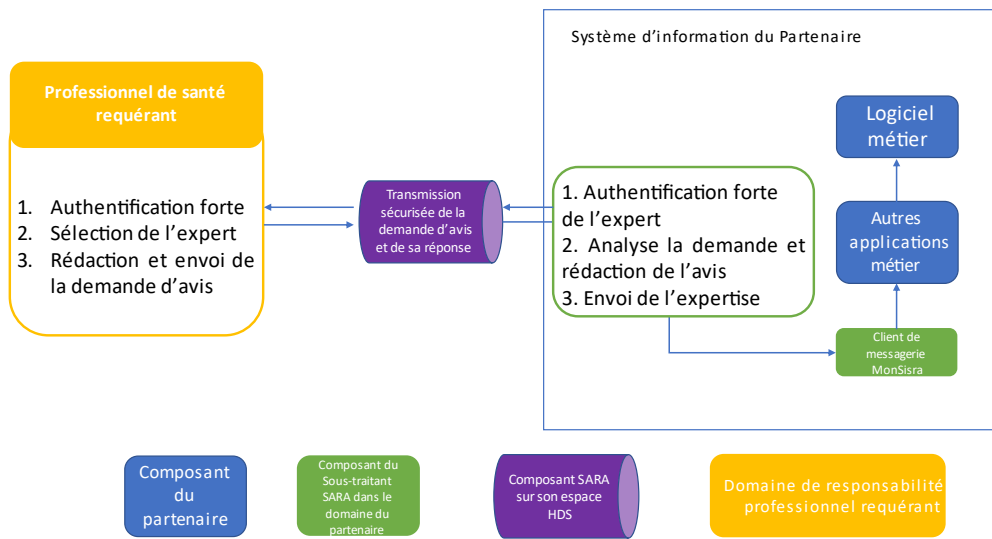 Système d’information du Partenaire
Professionnel de santé
requérant
1. Authentification forte
2. Sélection de l’expert
3. Rédaction et envoi de
la demande d’avis
Transmission
sécurisée de la
demande d’avis
et de sa réponse
1. Authentification forte
de l’expert
2. Analyse la demande et
rédaction de l’avis
3. Envoi de l’expertise
Logiciel
métier
Autres
applications
métier
Client de
messagerie
MonSisra
Composant
du
partenaire
Composant du
Sous-traitant
SARA dans le
domaine du
partenaire
Composant SARA
sur son espace
HDS
Domaine de responsabilité
professionnel requérant